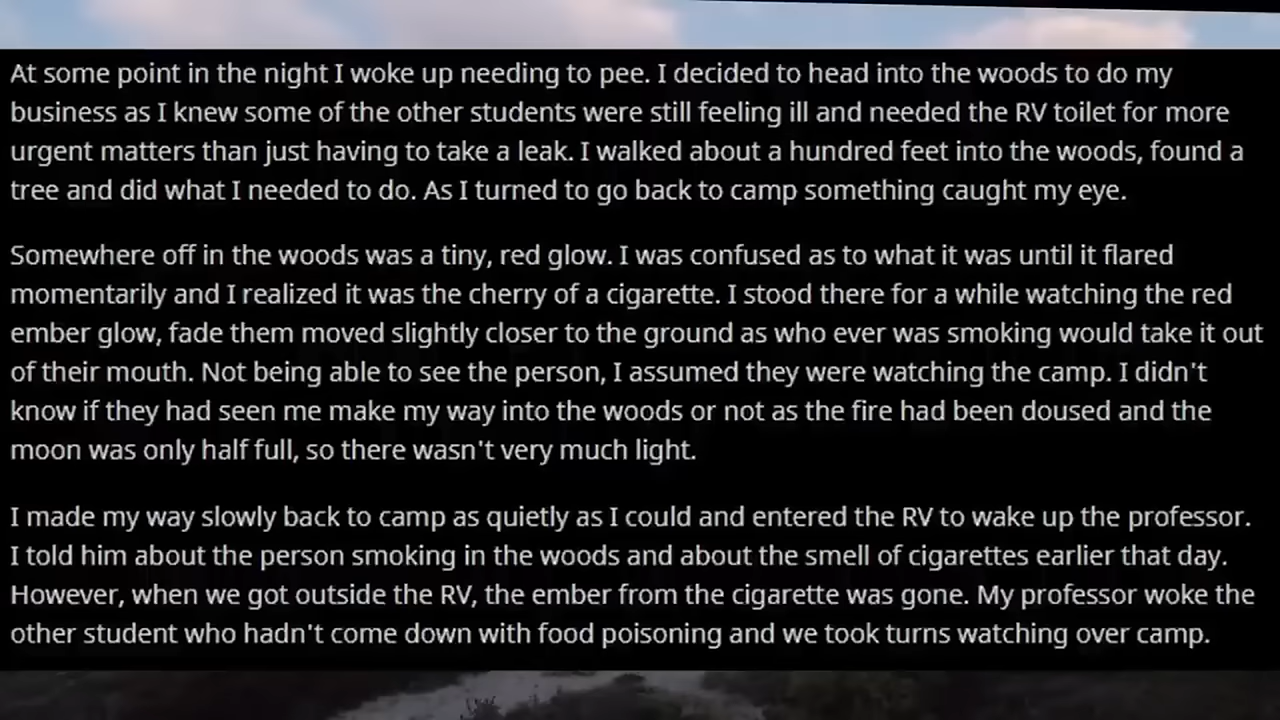 At some point in the night I woke up needing to pee. I decided to head into the woods to do my
business as I knew some of the other students were still feeling ill and needed the RV toilet for more
urgent matters than just having to take a leak. I walked about a hundred feet into the woods, found a
tree and did what I needed to do. As I turned to go back to camp something caught my eye.
Somewhere off in the woods was a tiny, red glow. I was confused as to what it was until it flared
momentarily and I realized it was the cherry of a cigarette. I stood there for a while watching the red
ember glow, fade them moved slightly closer to the ground as who ever was smoking would take it out
of their mouth. Not being able to see the person, I assumed they were watching the camp. I didn't
know if they had seen me make my way into the woods or not as the fire had been doused and the
moon was only half full, so there wasn't very much light.
I made my way slowly back to camp as quietly as I could and entered the RV to wake up the professor.
I told him about the person smoking in the woods and about the smell of cigarettes earlier that day.
However, when we got outside the RV, the ember from the cigarette was gone. My professor woke the
other student who hadn't come down with food poisoning and we took turns watching over camp.